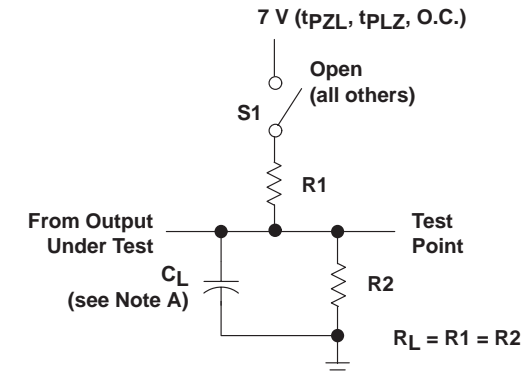 7 V (tPZL, tPLZ, O.C.)
Open
(all others)
S1
R1
From Output
Under Test
Test
Point
CL
(see Note A)
R2
RL = R1 = R2